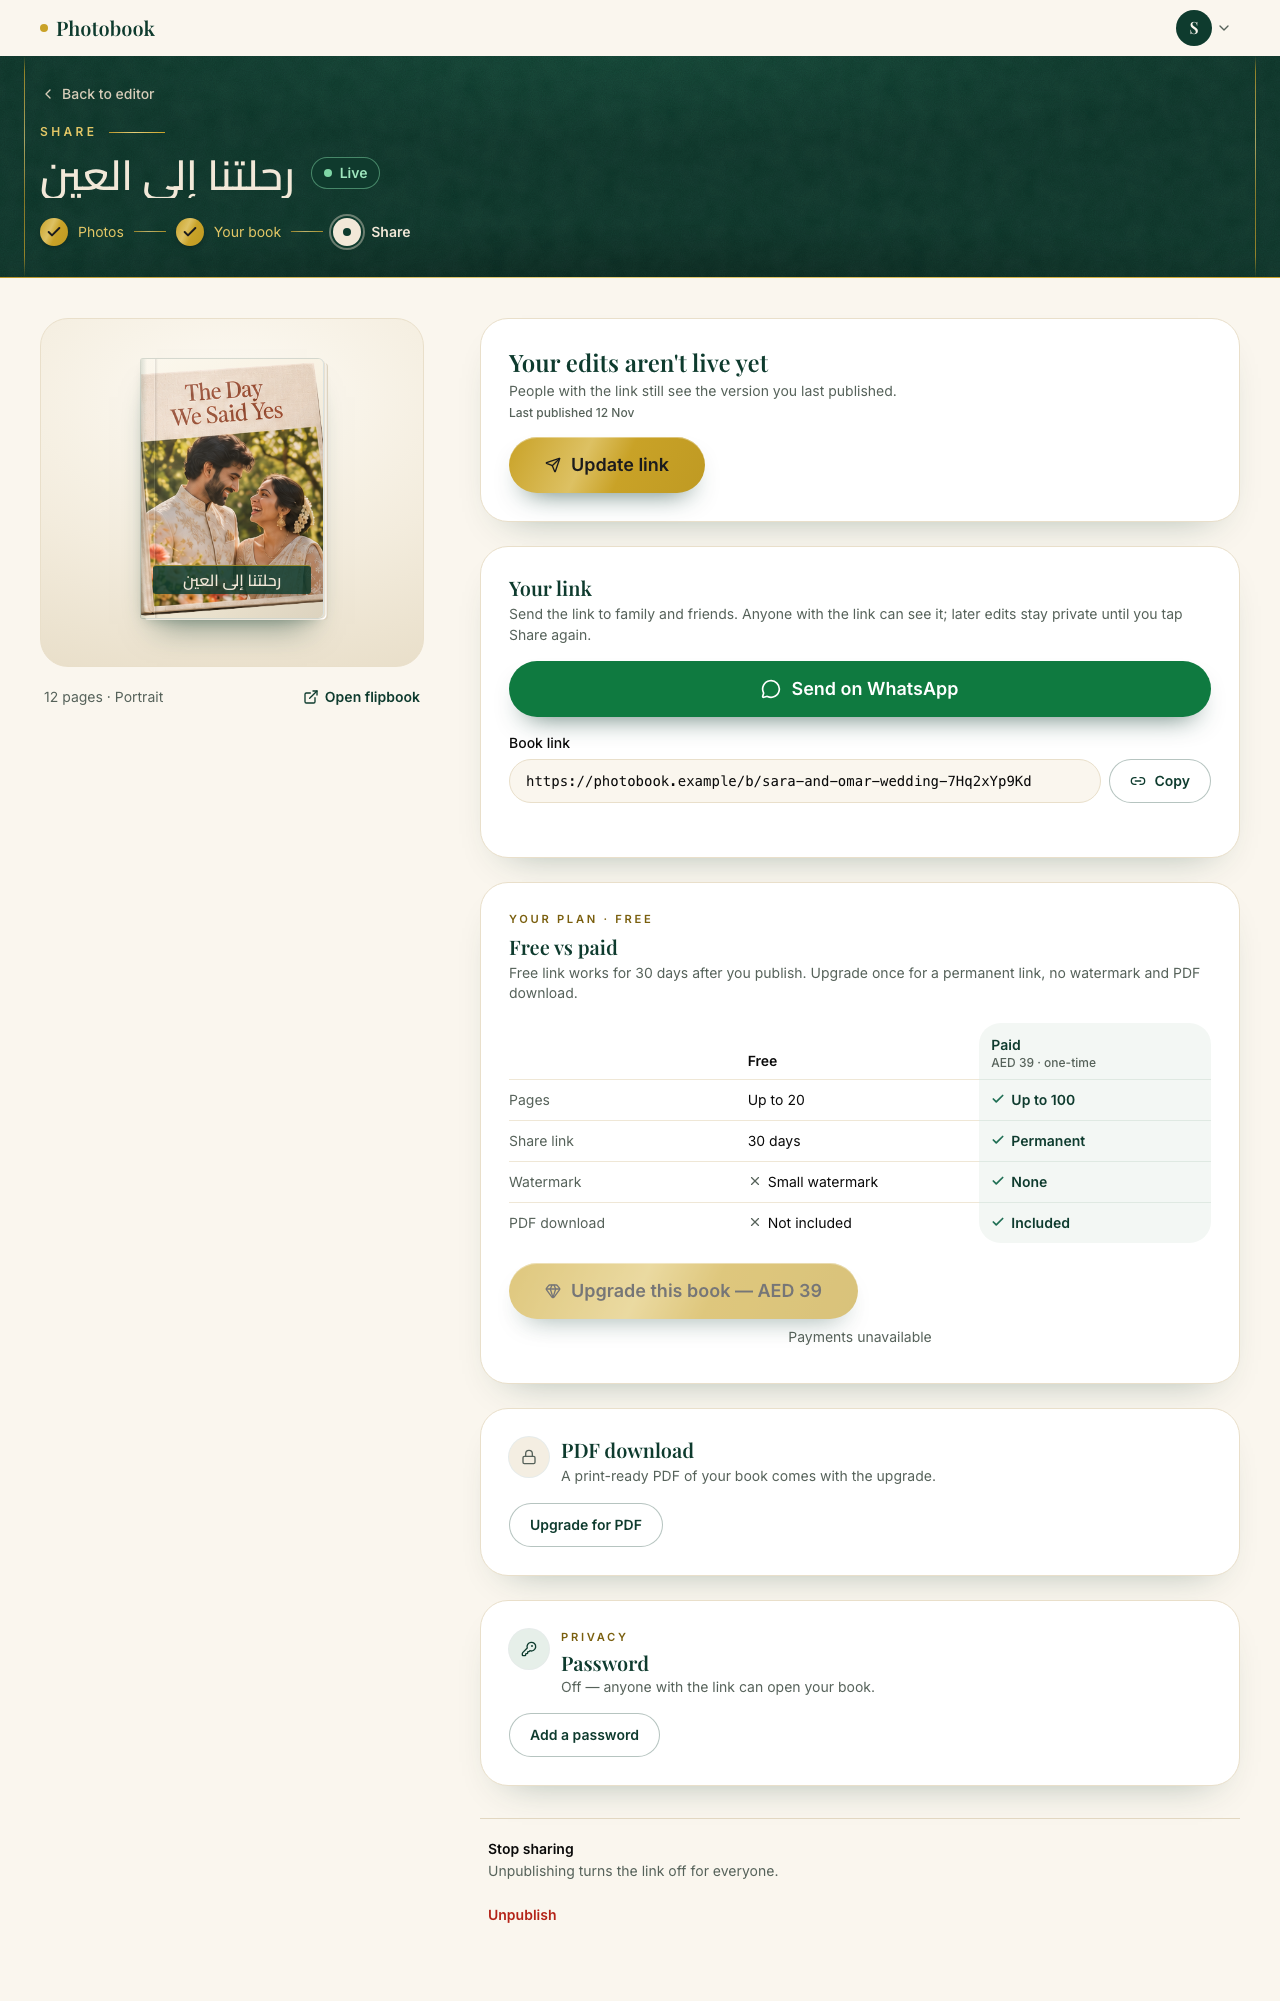 Photobook
S
Back to editor
SHARE
رحلتنا إلى العين
Live
Photos
Your book
Share
The Day
We Said Yes
رحلتنا إلى العين
12 pages · Portrait
Open flipbook
Your edits aren't live yet
People with the link still see the version you last published.
Last published 12 Nov
Update link
Your link
Send the link to family and friends. Anyone with the link can see it; later edits stay private until you tap
Share again.
Send on WhatsApp
Book link
https://photobook.example/b/sara-and-omar-wedding-7Hq2xYp9Kd
Copy
YOUR PLAN · FREE
Free vs paid
Free link works for 30 days after you publish. Upgrade once for a permanent link, no watermark and PDF
download.
Free
Paid
AED 39 · one-time
Pages
Up to 20
Up to 100
Share link
30 days
Permanent
Watermark
Small watermark
None
PDF download
Not included
Included
Upgrade this book — AED 39
Payments unavailable
PDF download
A print-ready PDF of your book comes with the upgrade.
Upgrade for PDF
PRIVACY
Password
Off — anyone with the link can open your book.
Add a password
Stop sharing
Unpublishing turns the link off for everyone.
Unpublish